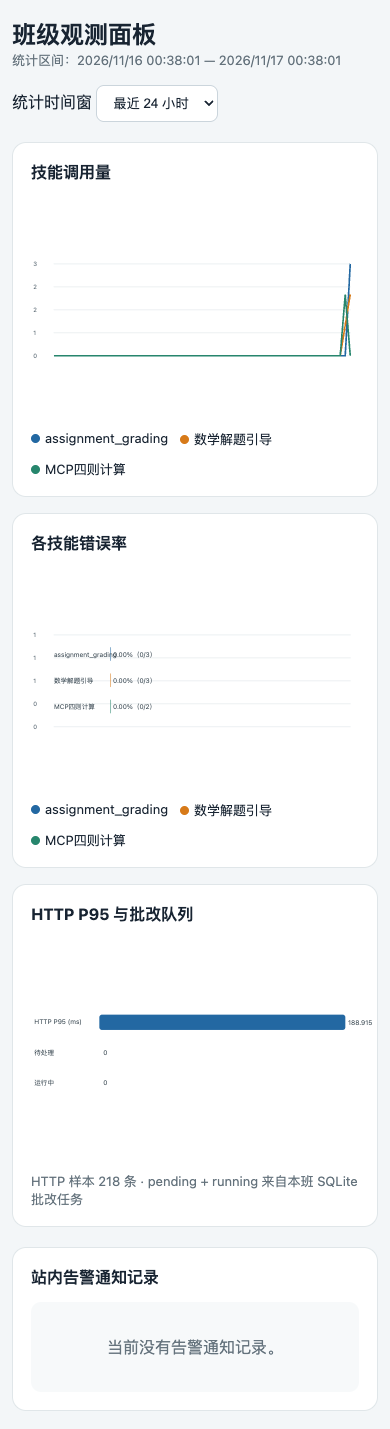 班级观测面板
统计区间：2026/11/16 00:38:01 — 2026/11/17 00:38:01
统计时间窗 最近 24 小时
技能调用量
3
2
2
1
0
assignment_grading 数学解题引导
MCP四则计算
各技能错误率
1
1
assignment_grading 0.00% (0/3)
1
数学解题引导 0.00% (0/3)
0
MCP四则计算 0.00% (0/2)
0
assignment_grading 数学解题引导
MCP四则计算
HTTP P95 与批改队列
HTTP P95 (ms) 188.915
待处理 0
运行中 0
HTTP 样本 218 条 · pending + running 来自本班 SQLite
批改任务
站内告警通知记录
当前没有告警通知记录。